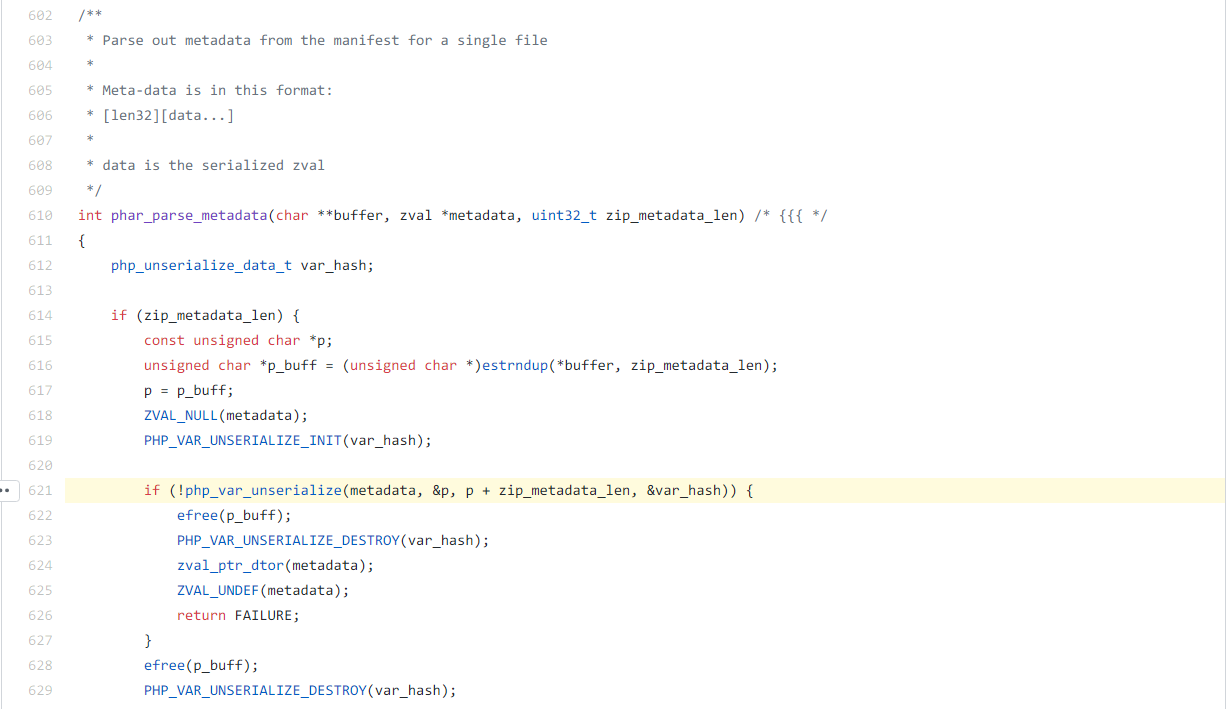 602 /**
603  * Parse out metadata from the manifest for a single file
604  *
605  * Meta-data is in this format:
606  * [len32][data...]
607  *
608  * data is the serialized zval
609  */
610 int phar_parse_metadata(char **buffer, zval *metadata, uint32_t zip_metadata_len) /* {{{ */
611 {
612     php_unserialize_data_t var_hash;
613
614     if (zip_metadata_len) {
615         const unsigned char *p;
616         unsigned char *p_buff = (unsigned char *)estrndup(*buffer, zip_metadata_len);
617         p = p_buff;
618         ZVAL_NULL(metadata);
619         PHP_VAR_UNSERIALIZE_INIT(var_hash);
620
621         if (!php_var_unserialize(metadata, &p, p + zip_metadata_len, &var_hash)) {
622             efree(p_buff);
623             PHP_VAR_UNSERIALIZE_DESTROY(var_hash);
624             zval_ptr_dtor(metadata);
625             ZVAL_UNDEF(metadata);
626             return FAILURE;
627         }
628         efree(p_buff);
629         PHP_VAR_UNSERIALIZE_DESTROY(var_hash);